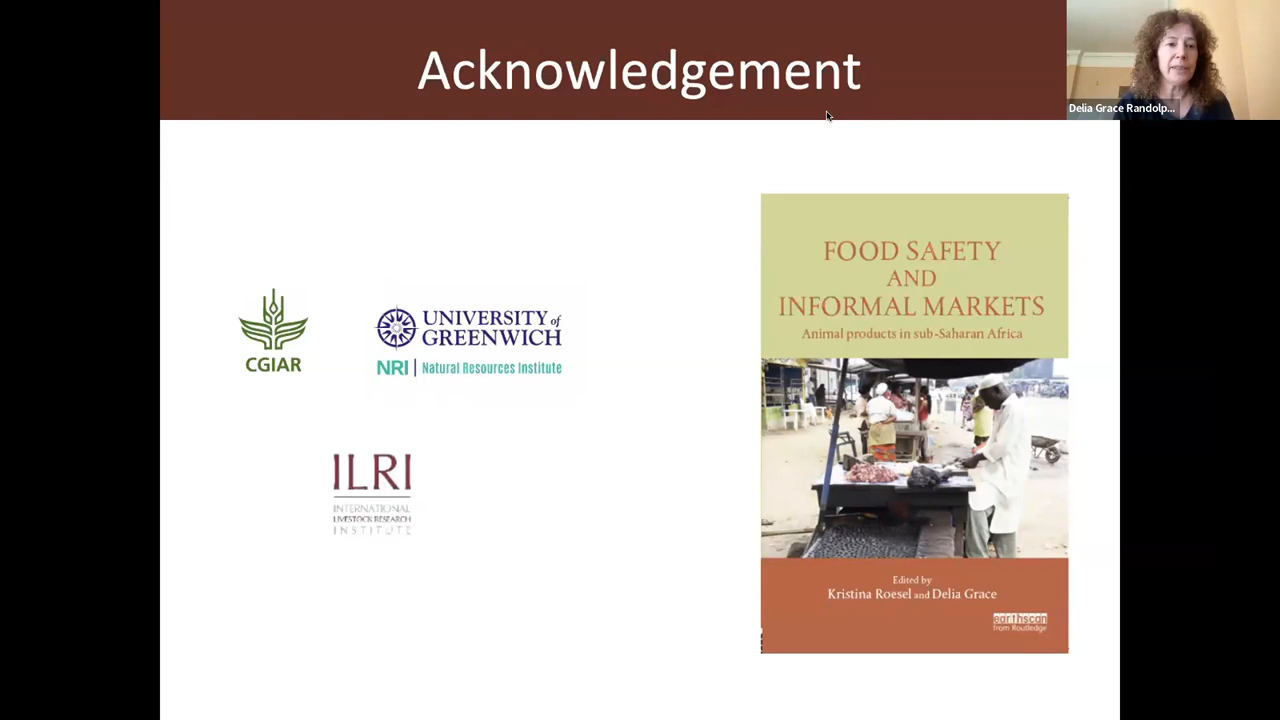 Acknowledgement
Delia Grace Randolp...
CGIAR
UNIVERSITY of
GREENWICH
NRI | Natural Resources Institute
ILRI
INTERNATIONAL
LIVESTOCK RESEARCH
INSTITUTE
FOOD SAFETY
AND
INFORMAL MARKETS
Animal products in sub-Saharan Africa
Edited by
Kristina Roesel and Delia Grace
earthscan
from Routledge